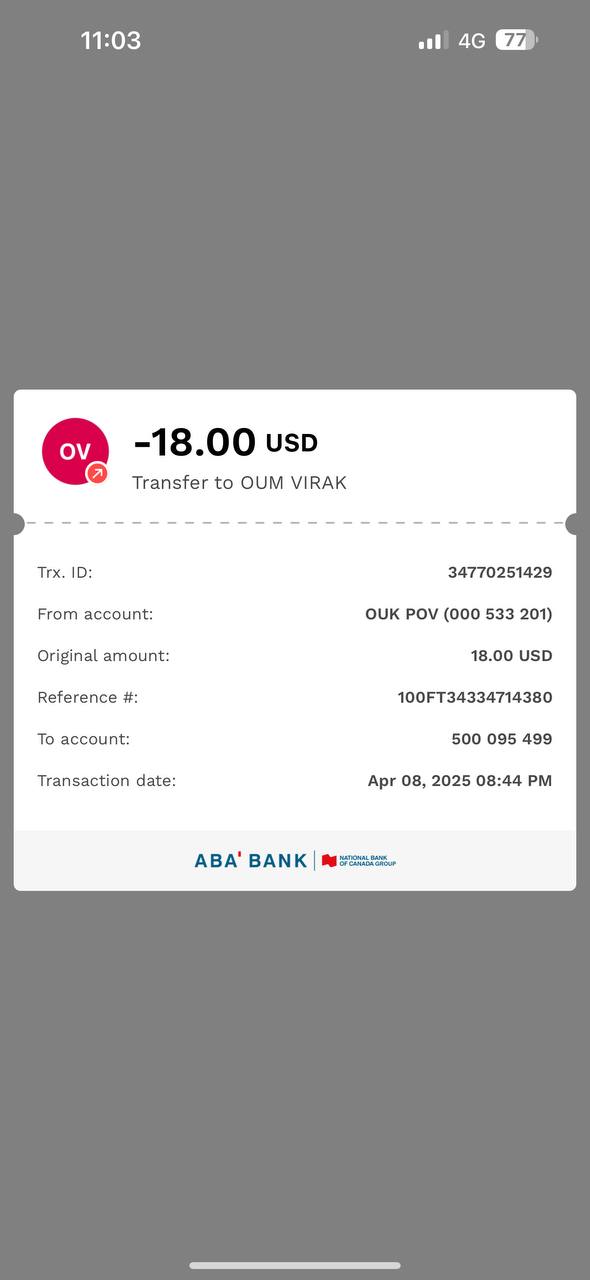 11:03 4G 77
OV
-18.00 USD
Transfer to OUM VIRAK
Trx. ID: 34770251429
From account: OUK POV (000 533 201)
Original amount: 18.00 USD
Reference #: 100FT34334714380
To account: 500 095 499
Transaction date: Apr 08, 2025 08:44 PM
ABA' BANK NATIONAL BANK
OF CANADA GROUP